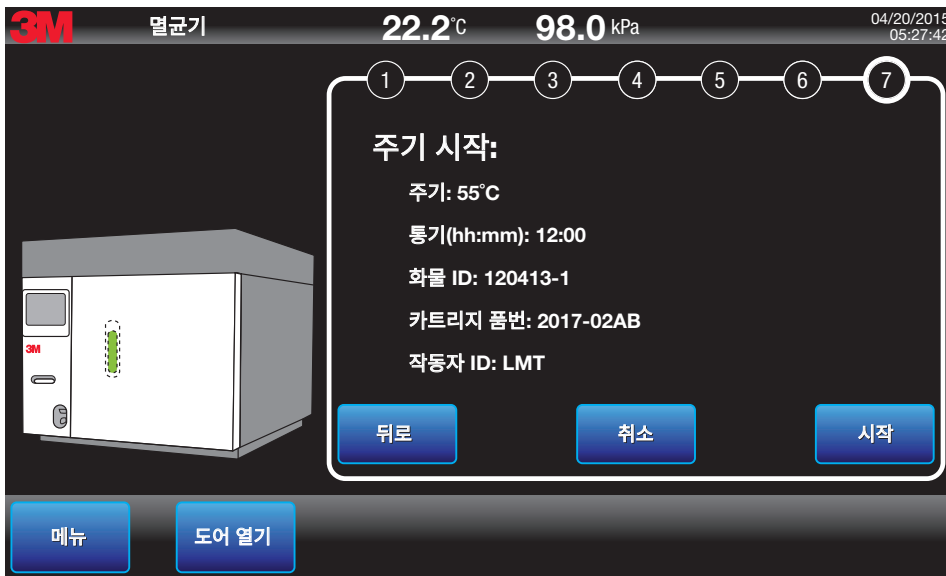 3M 멸균기 22.2°C 98.0 kPa 04/20/2015
05:27:42
1 2 3 4 5 6 7
주기 시작:
주기: 55°C
통기(hh:mm): 12:00
화물 ID: 120413-1
카트리지 품번: 2017-02AB
작동자 ID: LMT
3M
뒤로 취소 시작
메뉴 도어 열기